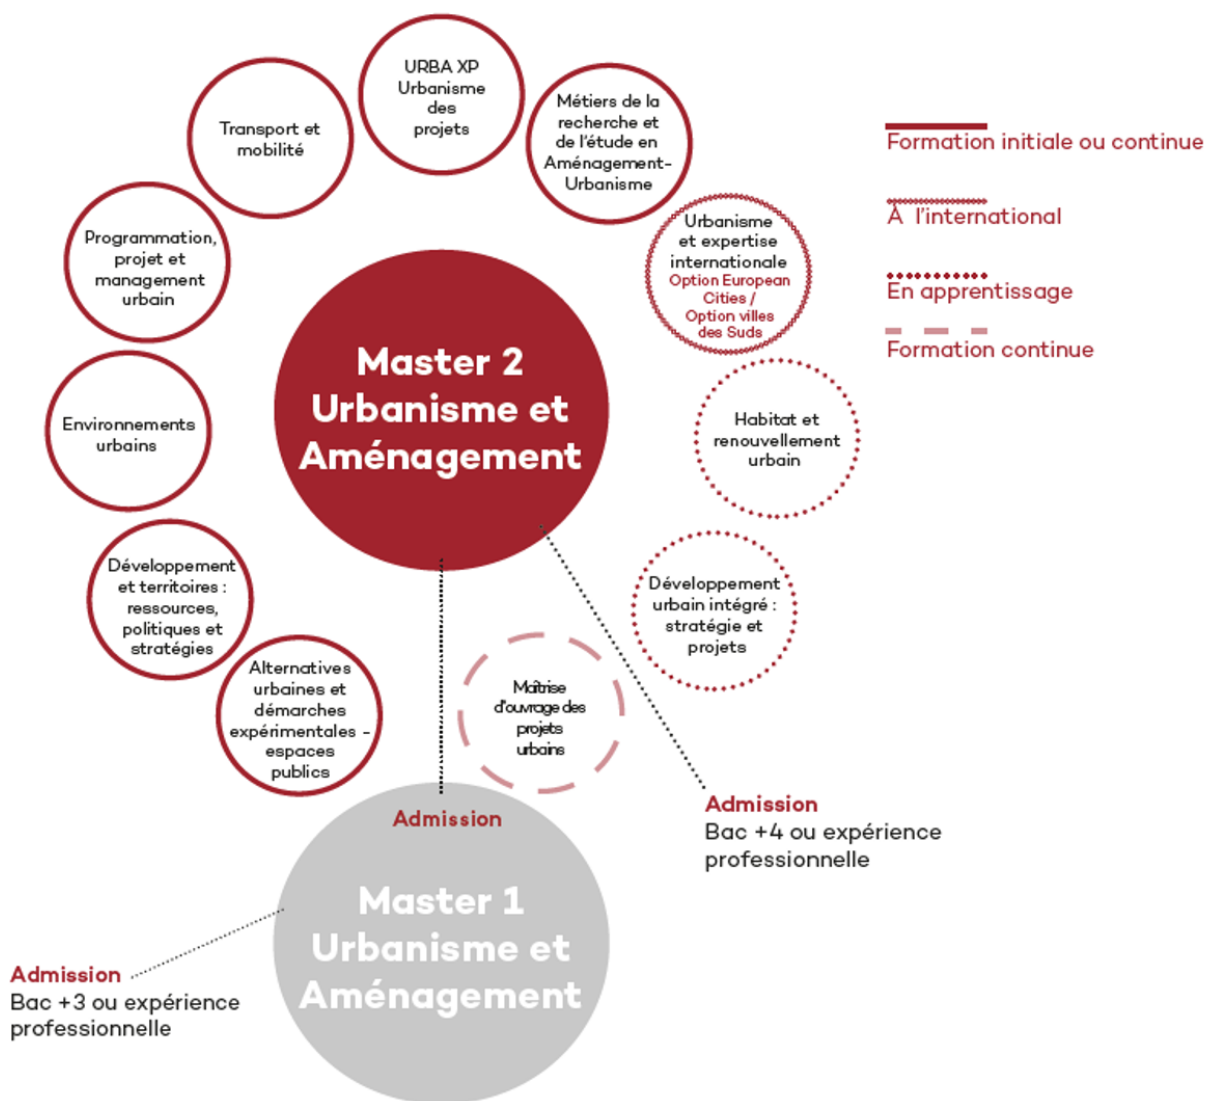 URBA XP
Urbanisme
des
projets
Métiers de la
recherche et
de l'étude en
Aménagement-
Urbanisme
Transport et
mobilité
Urbanisme
et expertise
internationale
Option European
Cities /
Option villes
des Suds
Programmation,
projet et
management
urbain
Habitat et
renouvellement
urbain
Environnements
urbains
Développement
urbain intégré :
stratégie et
projets
Développement
et territoires :
ressources,
politiques et
stratégies
Maîtrise
d'ouvrage des
projets
urbains
Alternatives
urbaines et
démarches
expérimentales -
espaces
publics
Master 2
Urbanisme et
Aménagement
Formation initiale ou continue
À l'international
En apprentissage
Formation continue
Admission
Bac +4 ou expérience
professionnelle
Admission
Master 1
Urbanisme et
Aménagement
Admission
Bac +3 ou expérience
professionnelle